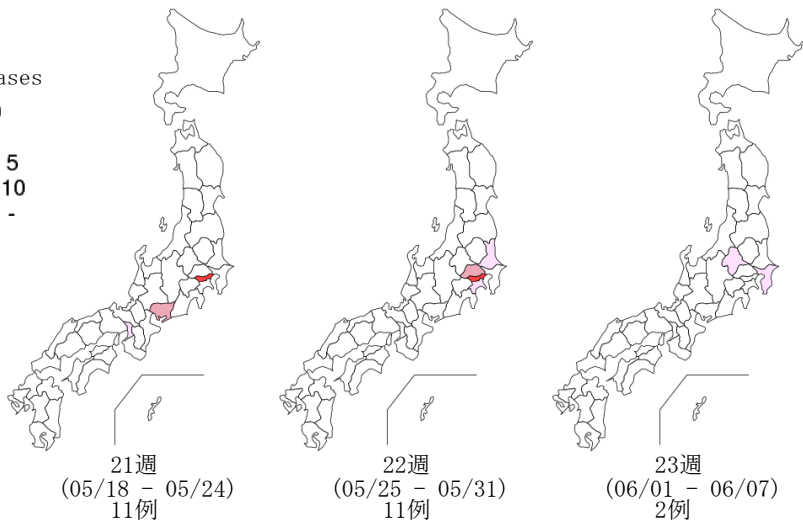 5
10
-
21週
(05/18 - 05/24)
11例
22週
(05/25 - 05/31)
11例
23週
(06/01 - 06/07)
2例